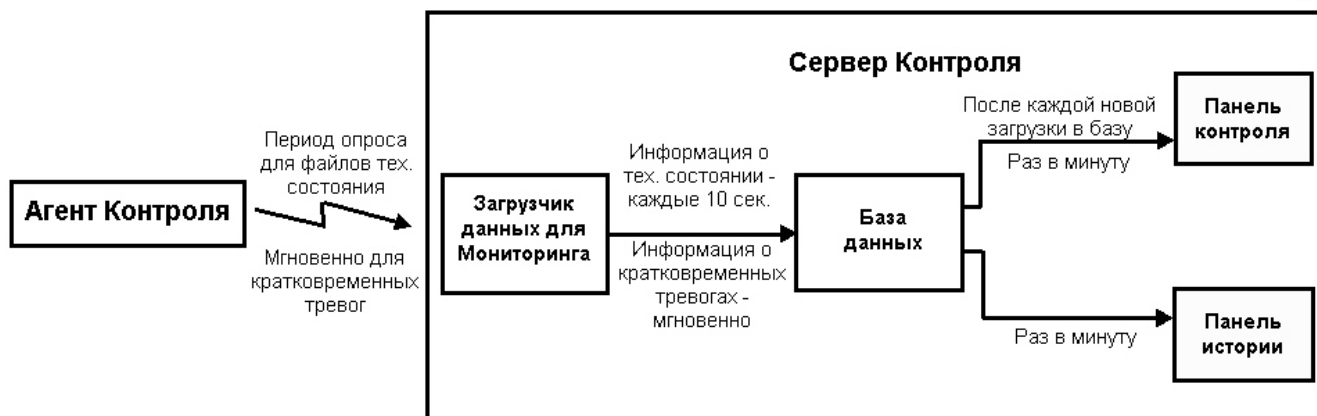 Сервер Контроля
Агент Контроля
Период опроса
для файлов тех.
состояния
Мгновенно для
кратковременных
тревог
Загрузчик
данных для
Мониторинга
Информация о
тех. состоянии -
каждые 10 сек.
Информация о
кратковременных
тревогах -
мгновенно
База
данных
После каждой новой
загрузки в базу
Раз в минуту
Панель
контроля
Раз в минуту
Панель
истории